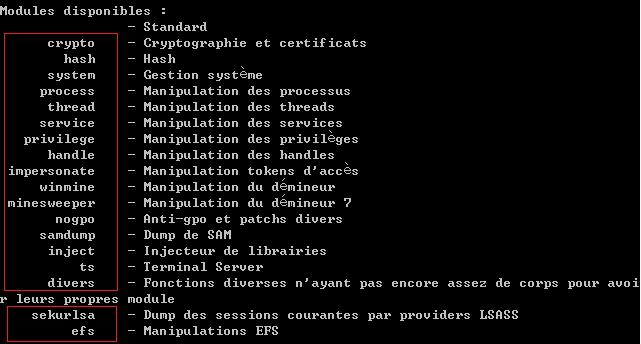 Modules disponibles :
- Standard
crypto - Cryptographie et certificats
hash - Hash
system - Gestion système
process - Manipulation des processus
thread - Manipulation des threads
service - Manipulation des services
privilege - Manipulation des privilèges
handle - Manipulation des handles
impersonate - Manipulation tokens d'accès
winmine - Manipulation du démineur
minesweeper - Manipulation du démineur 7
nogpo - Anti-gpo et patchs divers
samdump - Dump de SAM
inject - Injecteur de librairies
ts - Terminal Server
divers - Fonctions diverses n'ayant pas encore assez de corps pour avoi
r leurs propres module
sekurlsa - Dump des sessions courantes par providers LSASS
efs - Manipulations EFS